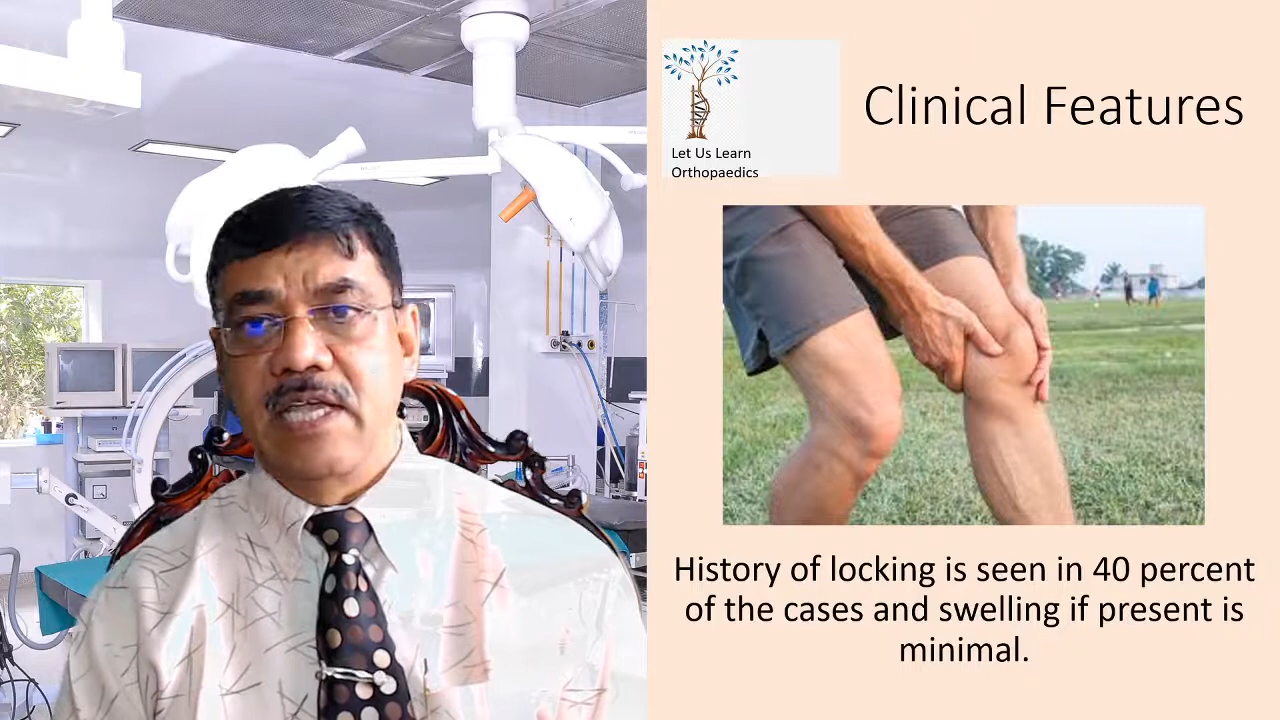 Let Us Learn
Orthopaedics
Clinical Features
History of locking is seen in 40 percent
of the cases and swelling if present is
minimal.